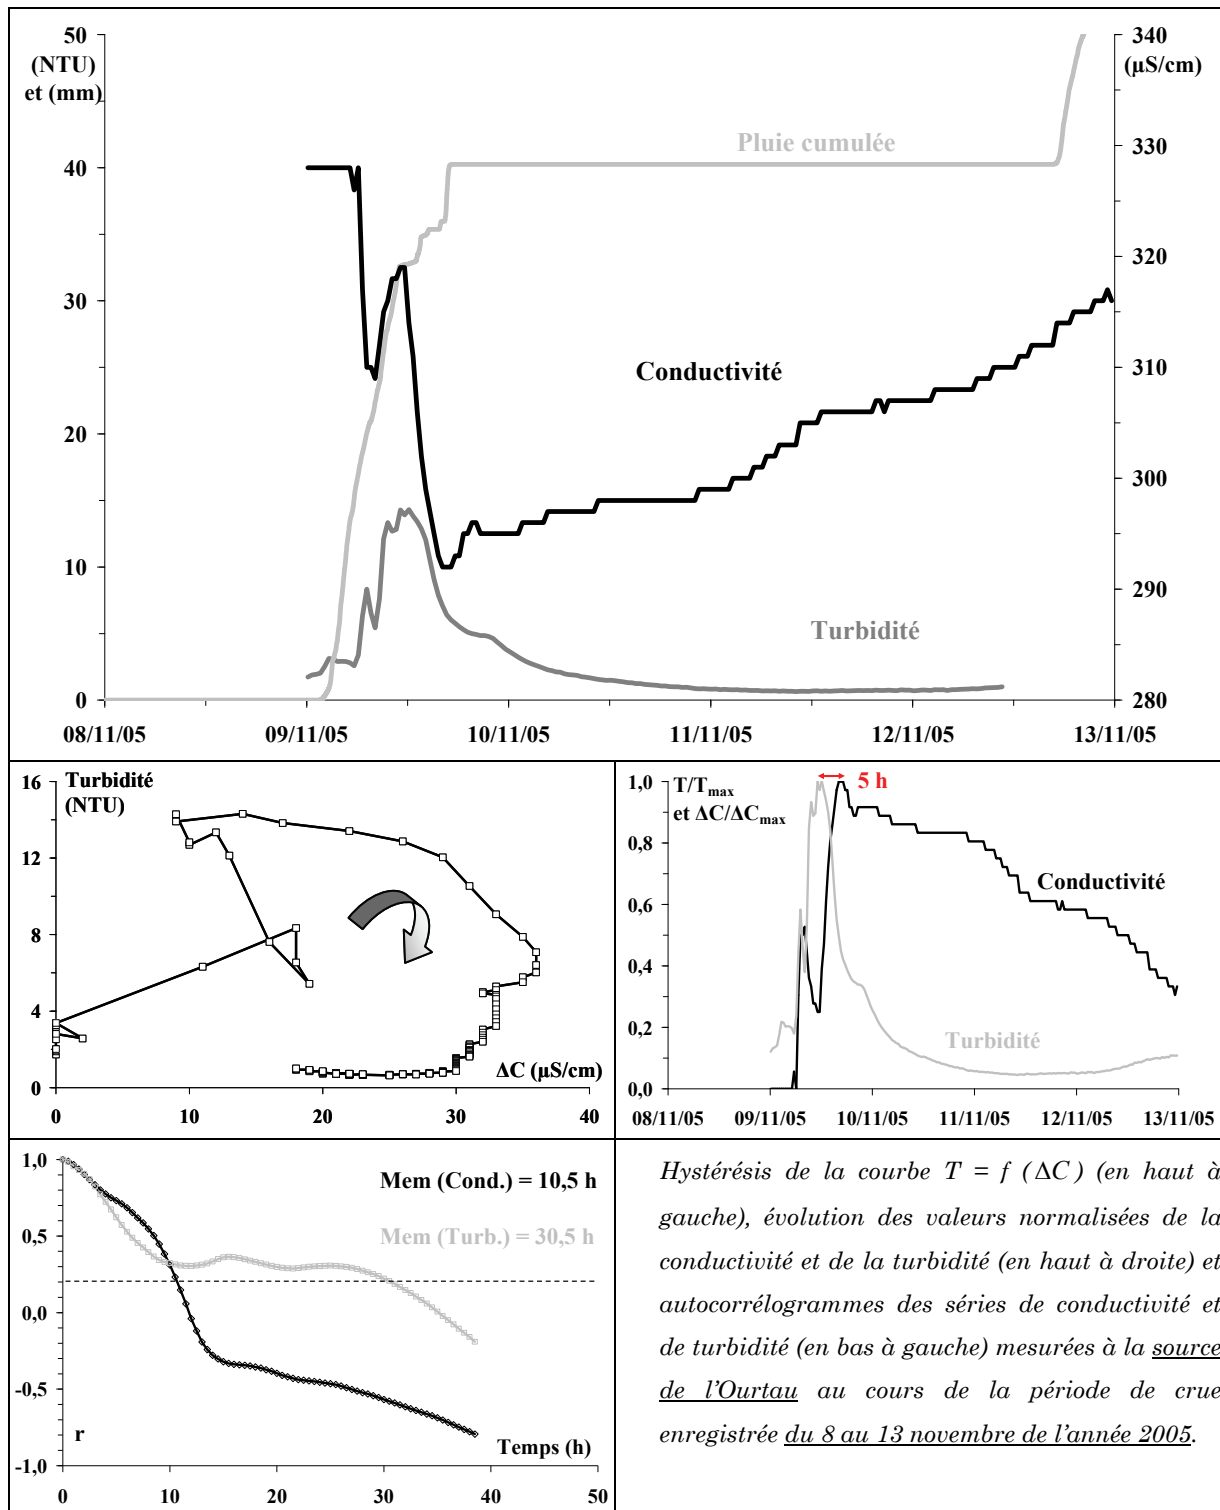 50
(NTU)
et (mm)
40
30
20
10
0
340
(µS/cm)
330
320
310
300
290
280
Pluie cumulée
Conductivité
Turbidité
08/11/05 09/11/05 10/11/05 11/11/05 12/11/05 13/11/05
Turbidité
(NTU)
16
12
8
4
0
ΔC (µS/cm)
0 10 20 30 40
T/Tmax
et ΔC/ΔCmax
5 h
1,0
0,8
0,6
0,4
0,2
0,0
Conductivité
Turbidité
08/11/05 09/11/05 10/11/05 11/11/05 12/11/05 13/11/05
1,0
0,5
0,0
-0,5
-1,0
Mem (Cond.) = 10,5 h
Mem (Turb.) = 30,5 h
r
Temps (h)
0 10 20 30 40 50
Hystérésis de la courbe T = f (ΔC) (en haut à
gauche), évolution des valeurs normalisées de la
conductivité et de la turbidité (en haut à droite) et
autocorrélogrammes des séries de conductivité et
de turbidité (en bas à gauche) mesurées à la source
de l'Ourtau au cours de la période de crue
enregistrée du 8 au 13 novembre de l'année 2005.